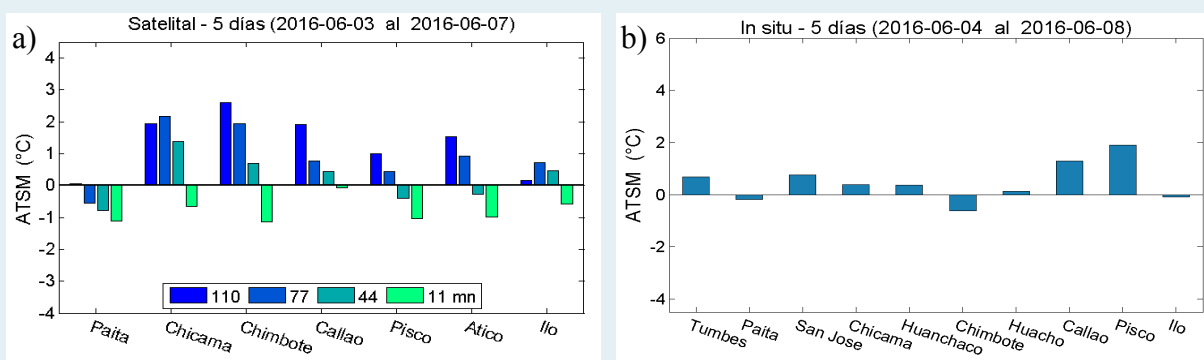 a)
Satelital - 5 días (2016-06-03 al 2016-06-07)
ATSM (°C)
4
3
2
1
0
-1
-2
-3
-4
110 77 44 11 mn
Paita Chicama Chimbote Callao Pisco Atico Ilo
b)
In situ - 5 días (2016-06-04 al 2016-06-08)
ATSM (°C)
6
4
2
0
-2
-4
Tumbes Paita San Jose Chicama Huanchaco Chimbote Huacho Callao Pisco Ilo